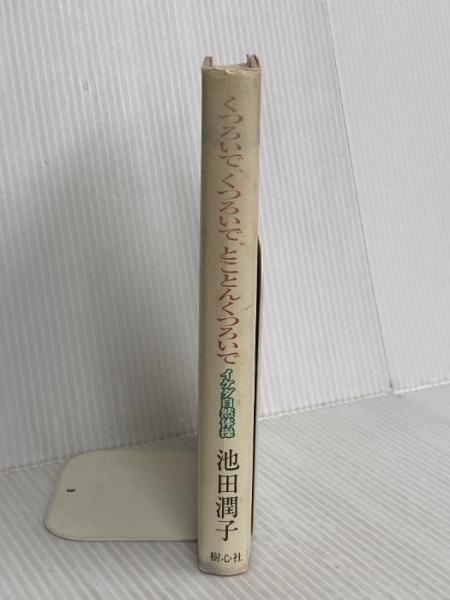 くつろいで、くつろいで、とことんくつろいで
イケダ自然体操
池田潤子
樹心社